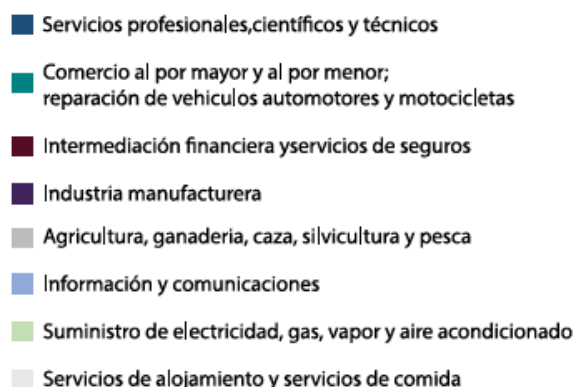 Servicios profesionales,científicos y técnicos
Comercio al por mayor y al por menor;
reparación de vehiculos automotores y motocicletas
Intermediación financiera yservicios de seguros
Industria manufacturera
Agricultura, ganaderia, caza, silvicultura y pesca
Información y comunicaciones
Suministro de electricidad, gas, vapor y aire acondicionado
Servicios de alojamiento y servicios de comida